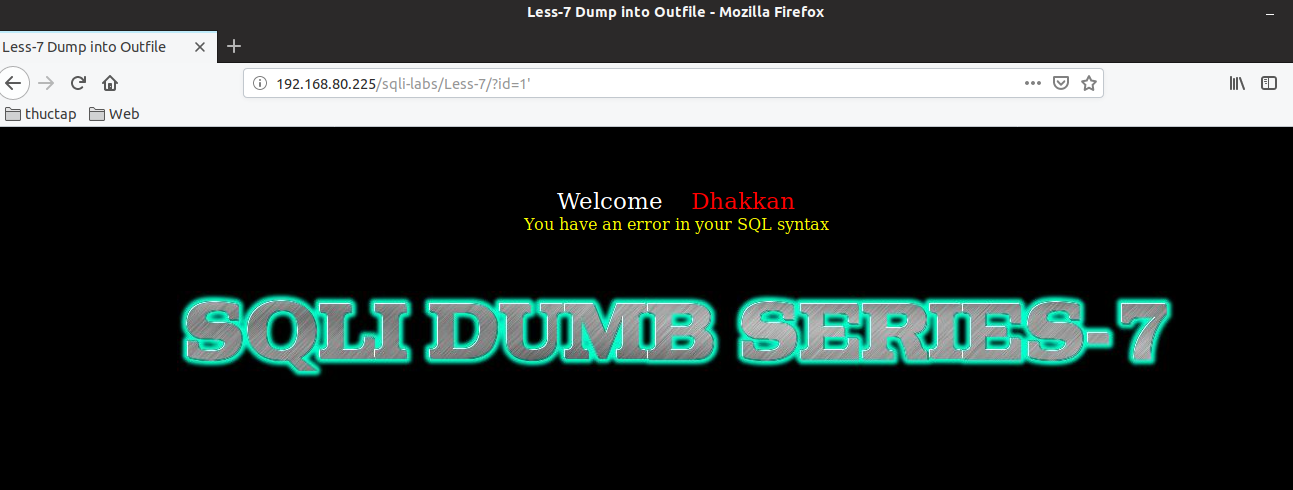 Less-7 Dump into Outfile - Mozilla Firefox
Less-7 Dump into Outfile
192.168.80.225/sqli-labs/Less-7/?id=1'
thuctap Web
Welcome Dhakkan
You have an error in your SQL syntax
SQLI DUMB SERIES-7